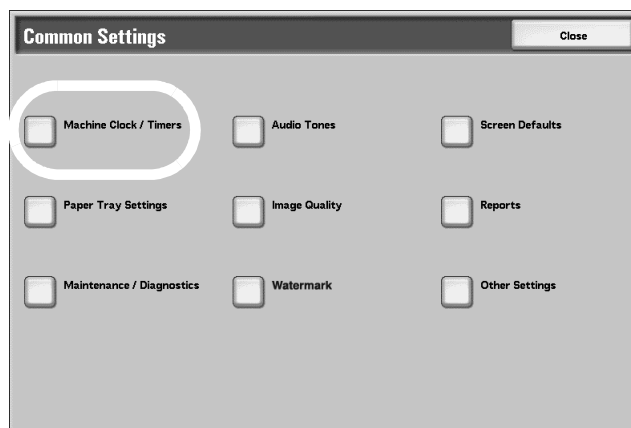 Common Settings
Close
Machine Clock / Timers
Audio Tones
Screen Defaults
Paper Tray Settings
Image Quality
Reports
Maintenance / Diagnostics
Watermark
Other Settings